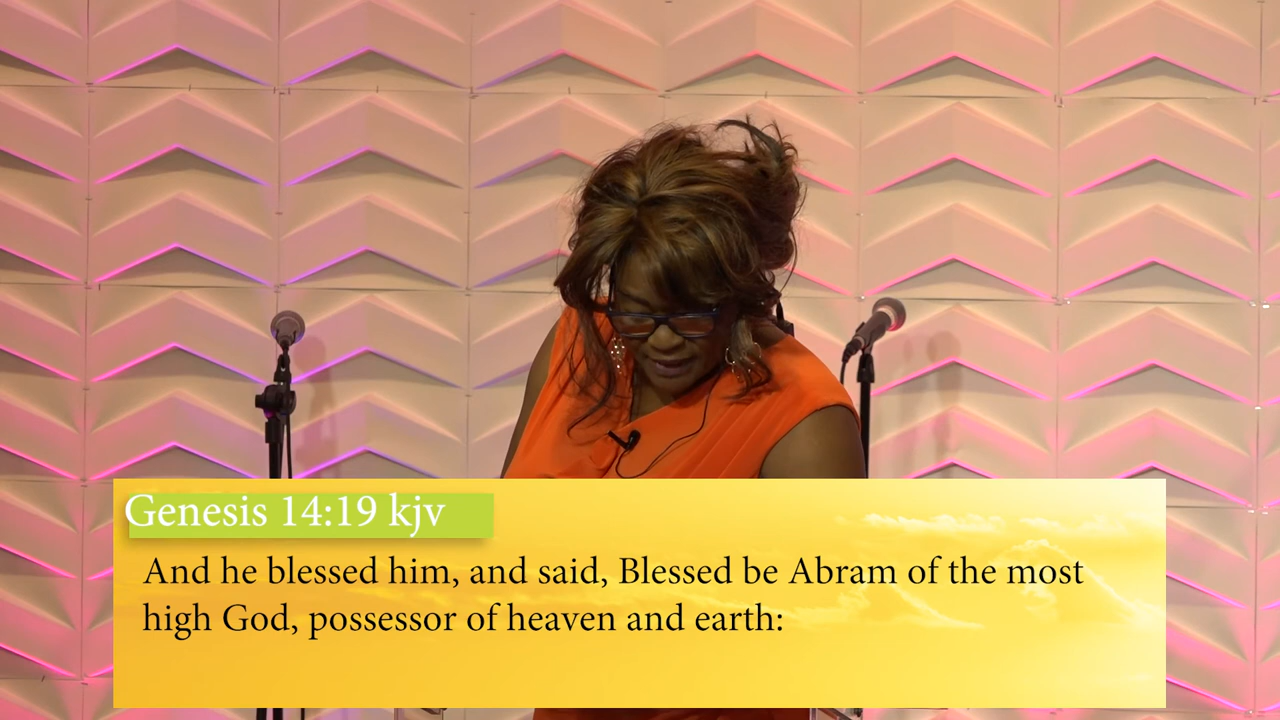 Genesis 14:19 kjv
And he blessed him, and said, Blessed be Abram of the most
high God, possessor of heaven and earth: